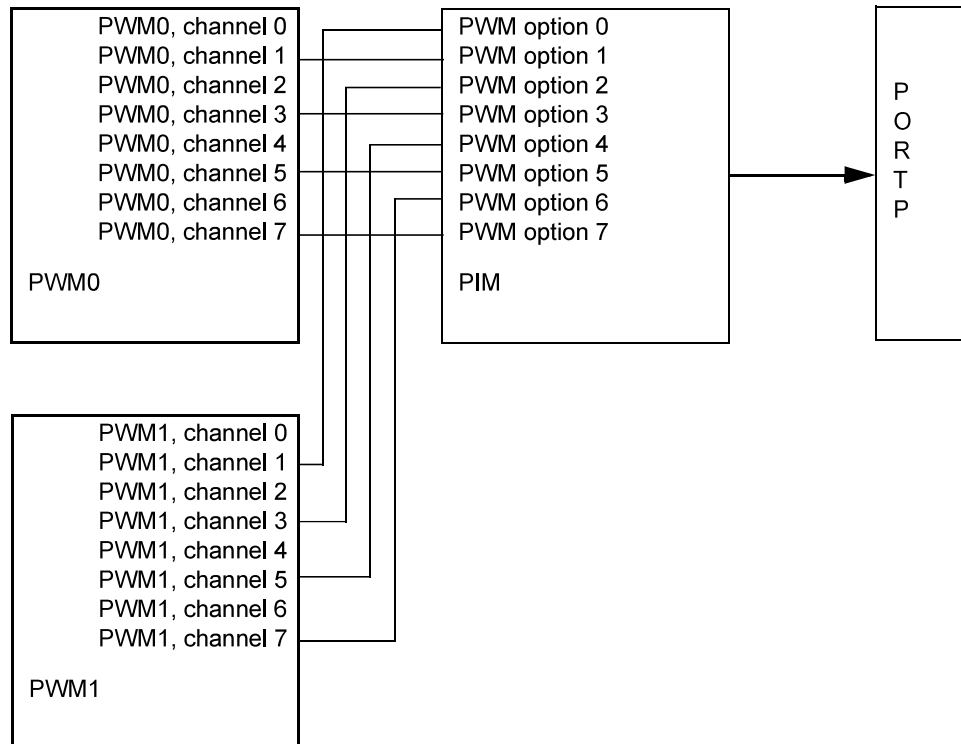 PWM0, channel 0
PWM0, channel 1
PWM0, channel 2
PWM0, channel 3
PWM0, channel 4
PWM0, channel 5
PWM0, channel 6
PWM0, channel 7
PWM0
PWM option 0
PWM option 1
PWM option 2
PWM option 3
PWM option 4
PWM option 5
PWM option 6
PWM option 7
PIM
P
O
R
T
P
PWM1, channel 0
PWM1, channel 1
PWM1, channel 2
PWM1, channel 3
PWM1, channel 4
PWM1, channel 5
PWM1, channel 6
PWM1, channel 7
PWM1